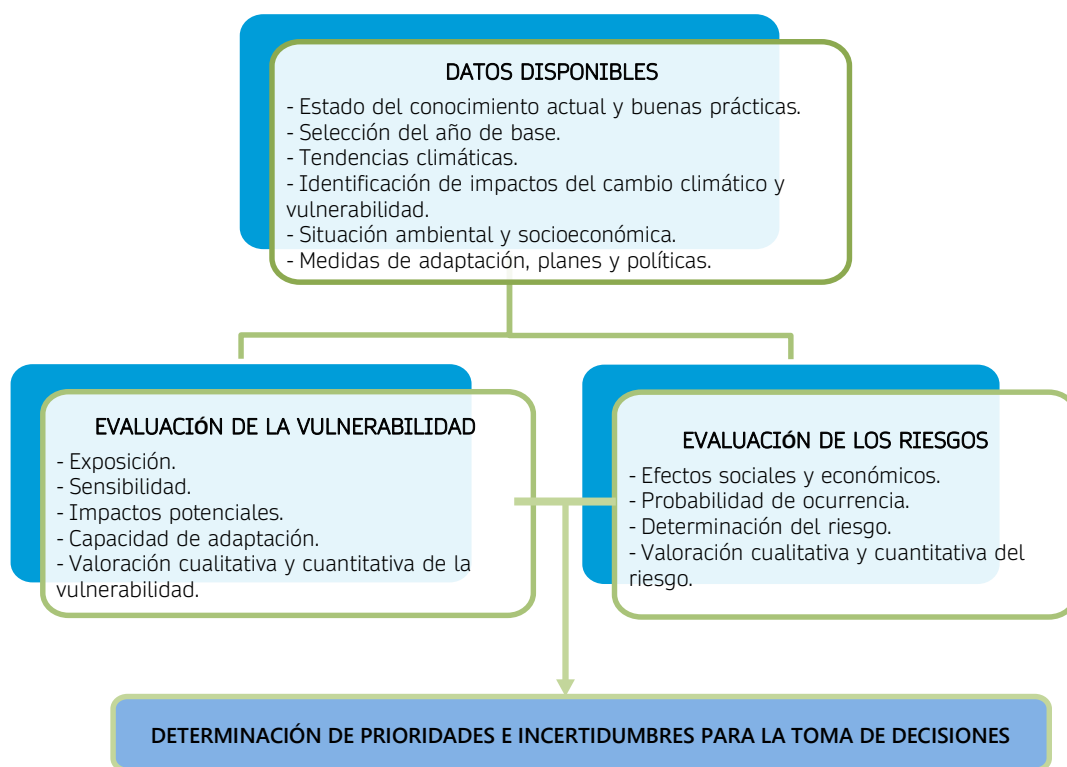 DATOS DISPONIBLES
- Estado del conocimiento actual y buenas prácticas.
- Selección del año de base.
- Tendencias climáticas.
- Identificación de impactos del cambio climático y
vulnerabilidad.
- Situación ambiental y socioeconómica.
- Medidas de adaptación, planes y políticas.
EVALUACIóN DE LA VULNERABILIDAD
- Exposición.
- Sensibilidad.
- Impactos potenciales.
- Capacidad de adaptación.
- Valoración cualitativa y cuantitativa de la
vulnerabilidad.
EVALUACIóN DE LOS RIESGOS
- Efectos sociales y económicos.
- Probabilidad de ocurrencia.
- Determinación del riesgo.
- Valoración cualitativa y cuantitativa del
riesgo.
DETERMINACIÓN DE PRIORIDADES E INCERTIDUMBRES PARA LA TOMA DE DECISIONES